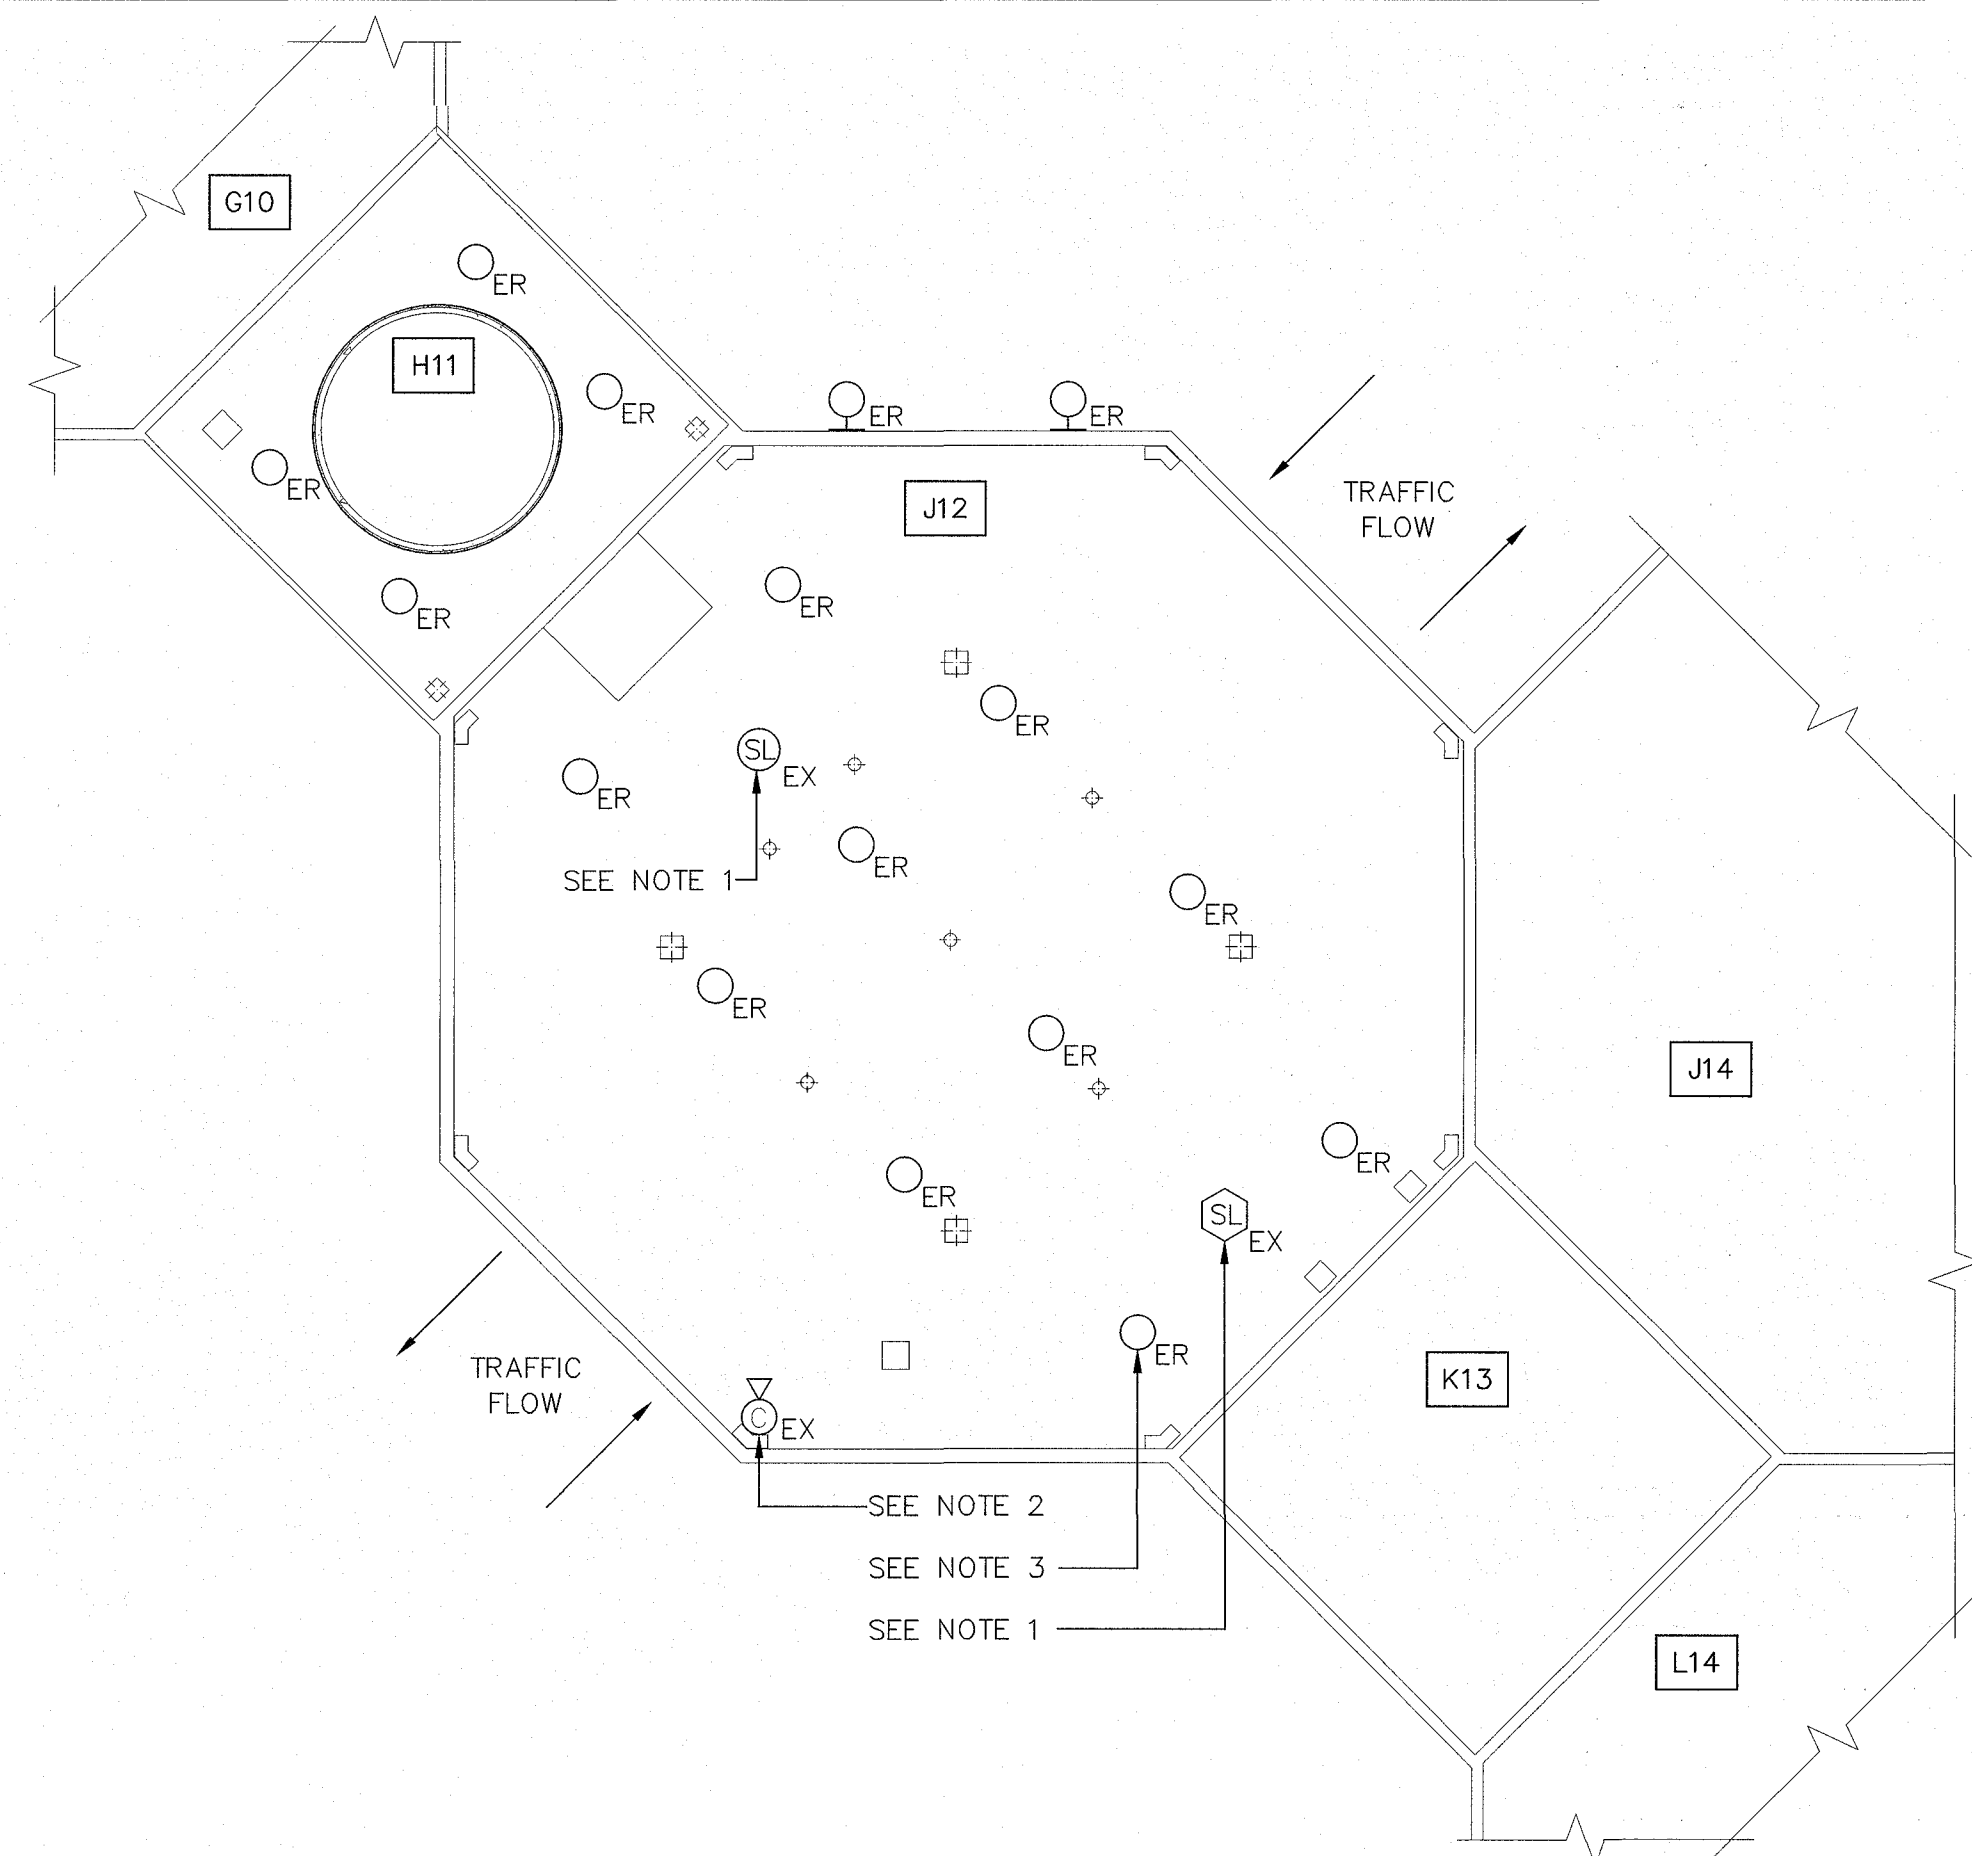 G10
ER
H11
ER
ER
ER
ER
ER
J12
TRAFFIC
FLOW
ER
ER
SL
EX
ER
ER
SEE NOTE 1
ER
ER
ER
J14
ER
ER
SL
EX
ER
TRAFFIC
FLOW
K13
C
EX
SEE NOTE 2
SEE NOTE 3
SEE NOTE 1
L14
ER